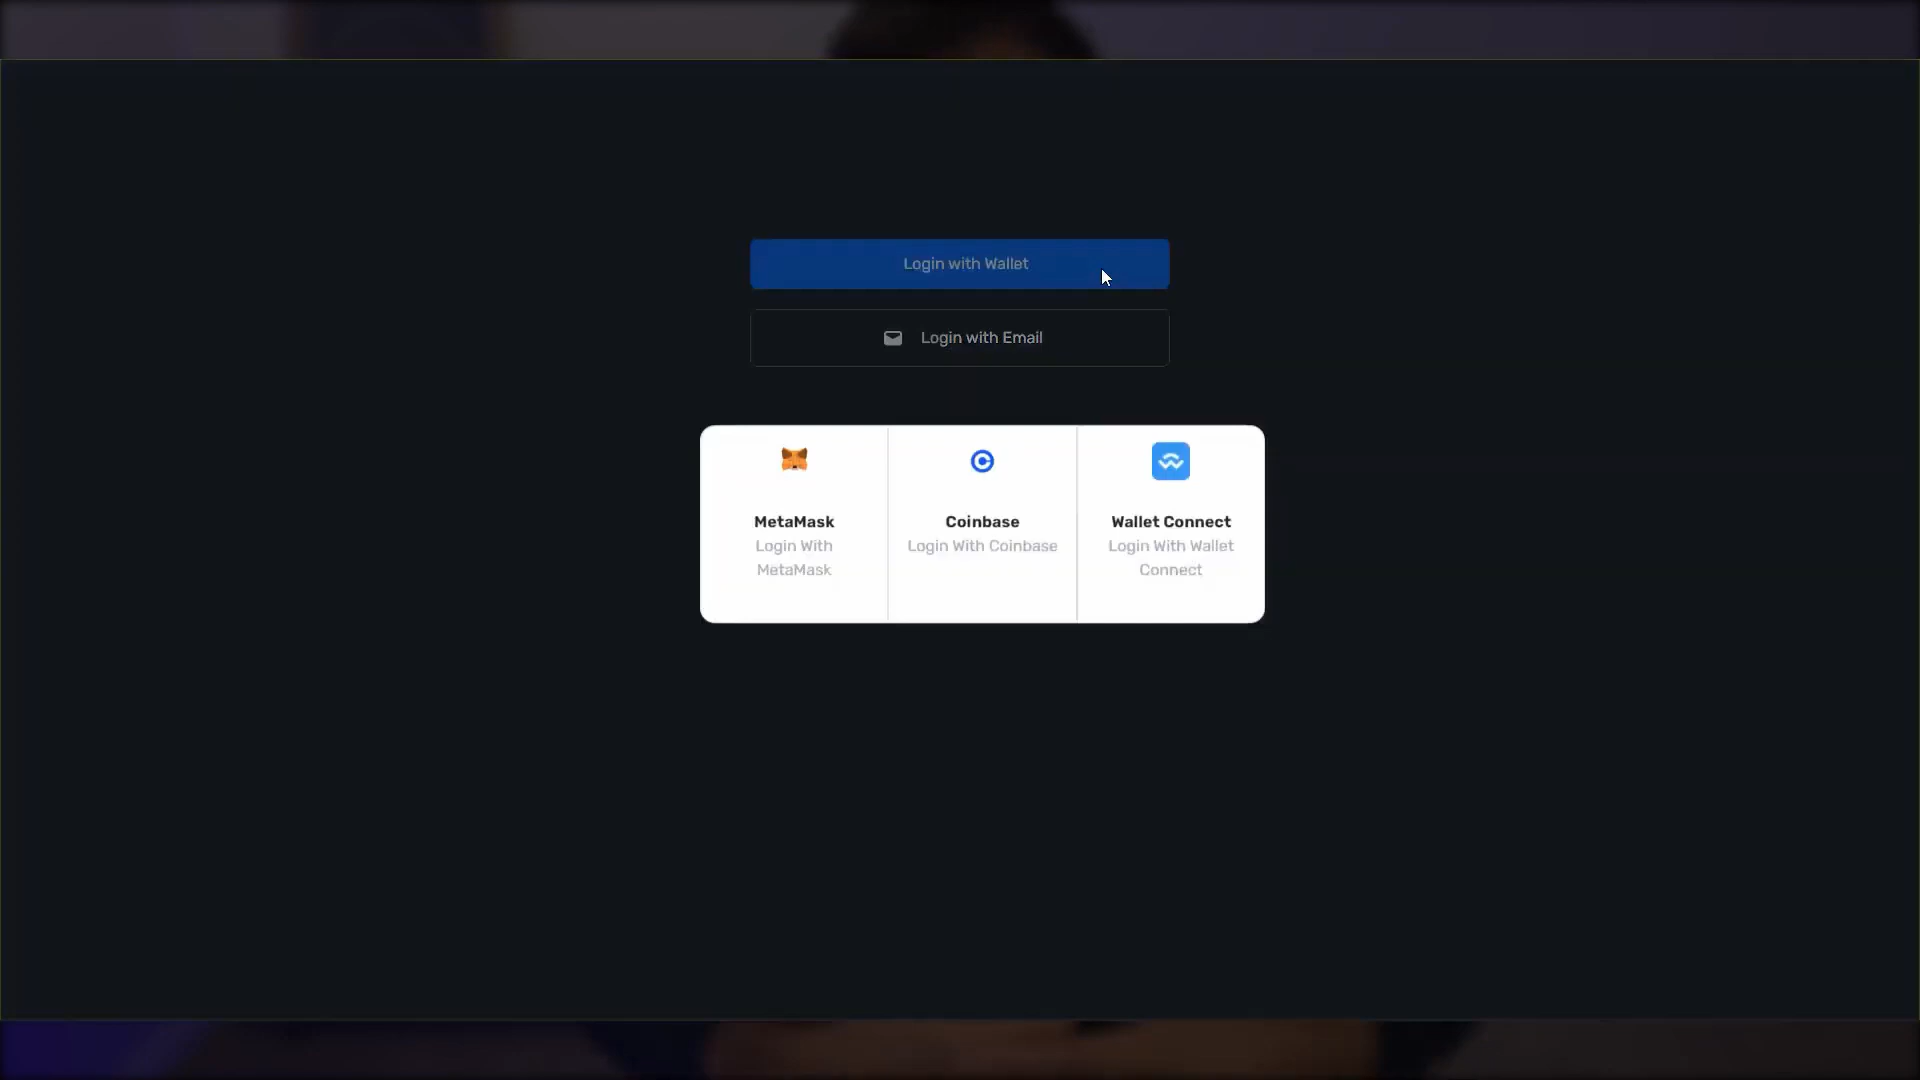 Login with Wallet
Login with Email
MetaMask
Login With
MetaMask
Coinbase
Login With Coinbase
Wallet Connect
Login With Wallet
Connect